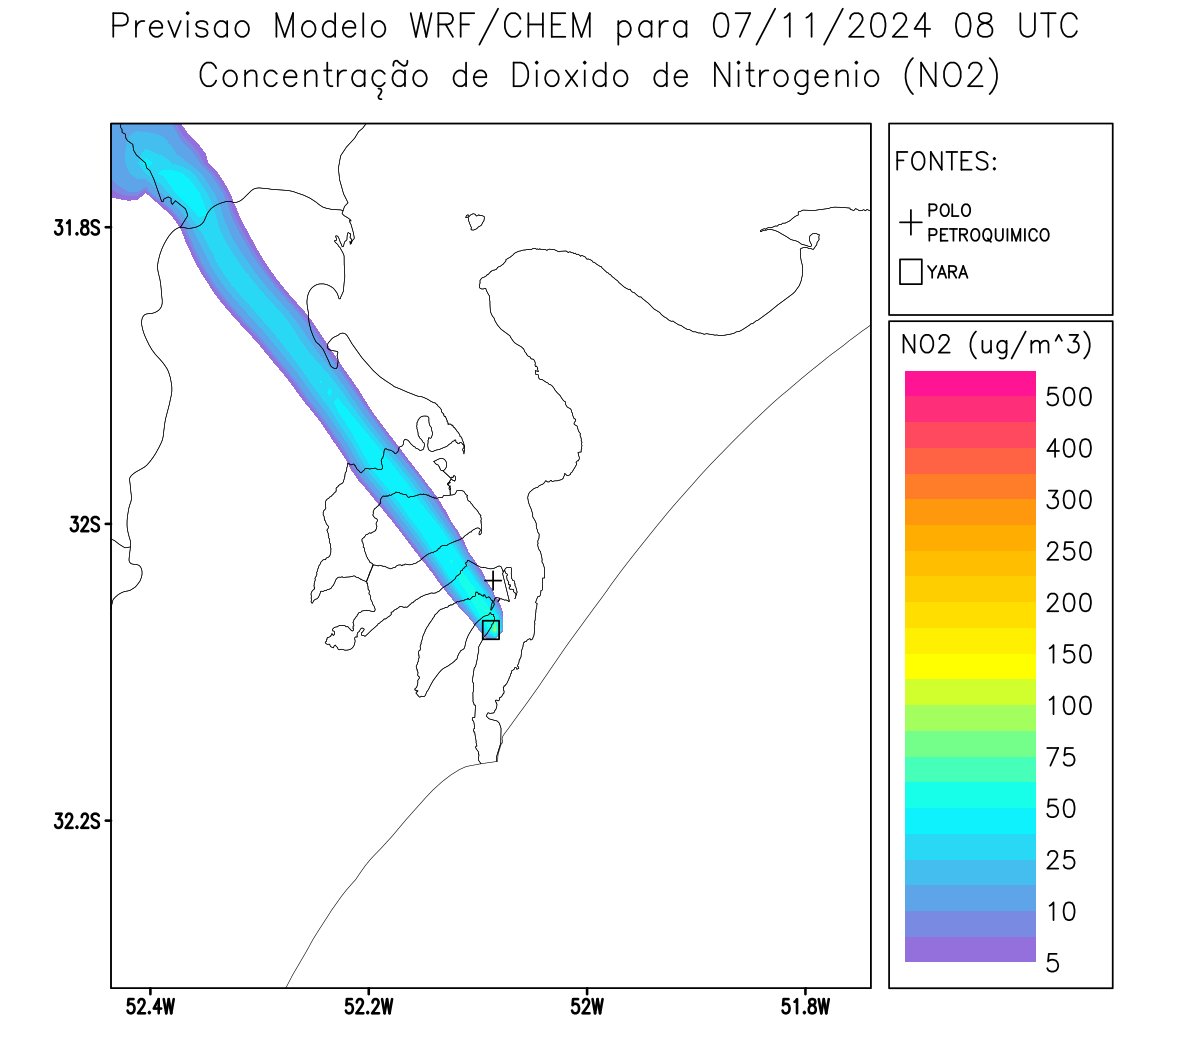 Previsao Modelo WRF/CHEM para 07/11/2024 08 UTC
Concentração de Dioxido de Nitrogenio (NO2)
FONTES:
POLO
PETROQUIMICO
YARA
NO2 (ug/m^3)
500
400
300
250
200
150
100
75
50
25
10
5
31.8S
32S
32.2S
52.4W
52.2W
52W
51.8W